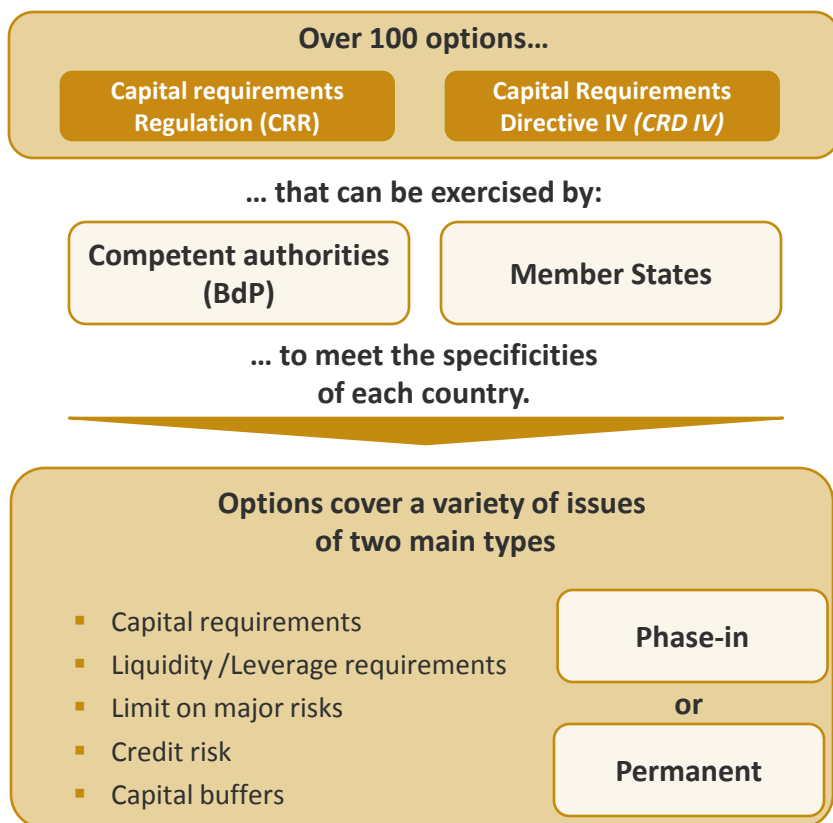 Over 100 options…
Capital requirements
Regulation (CRR)
Capital Requirements
Directive IV (CRD IV)
… that can be exercised by:
Competent authorities
(BdP)
Member States
… to meet the specificities
of each country.
Options cover a variety of issues
of two main types
▪ Capital requirements
▪ Liquidity /Leverage requirements
▪ Limit on major risks
▪ Credit risk
▪ Capital buffers
Phase-in
or
Permanent